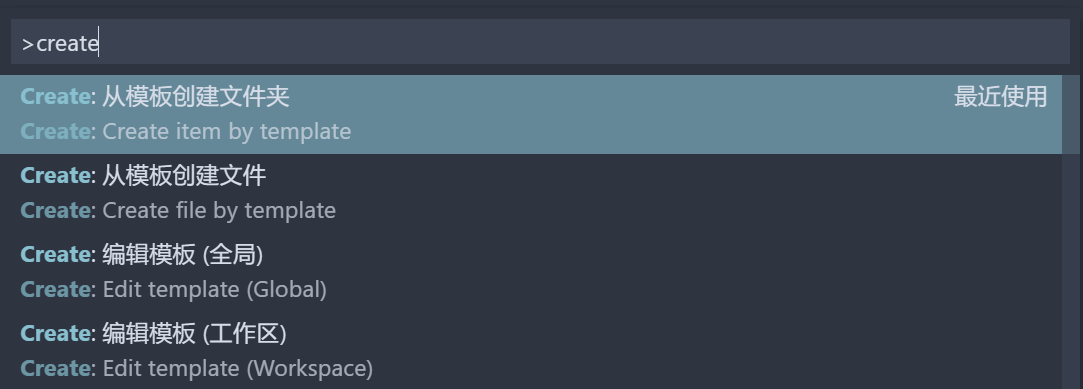 >create
Create: 从模板创建文件夹 最近使用
Create: Create item by template
Create: 从模板创建文件
Create: Create file by template
Create: 编辑模板 (全局)
Create: Edit template (Global)
Create: 编辑模板 (工作区)
Create: Edit template (Workspace)